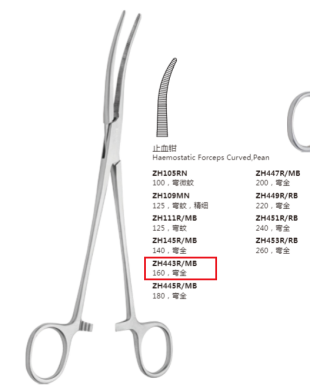 止血钳
Haemostatic Forceps Curved,Pean
ZH105RN
100，弯微蚊
ZH109MN
125，弯蚊，精细
ZH111R/MB
125，弯蚊
ZH145R/MB
140，弯全
ZH443R/MB
160，弯全
ZH445R/MB
180，弯全
ZH447R/MB
200，弯全
ZH449R/RB
220，弯全
ZH451R/RB
240，弯全
ZH453R/RB
260，弯全